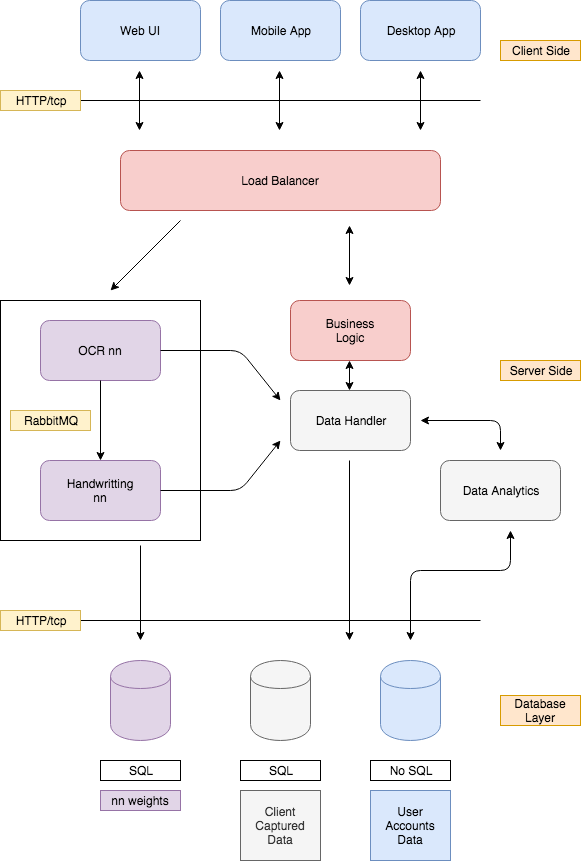 Web UI
Mobile App
Desktop App
Client Side
HTTP/tcp
Load Balancer
OCR nn
Business
Logic
Server Side
RabbitMQ
Data Handler
Handwritting
nn
Data Analytics
HTTP/tcp
Database
Layer
SQL
SQL
No SQL
nn weights
Client
Captured
Data
User
Accounts
Data